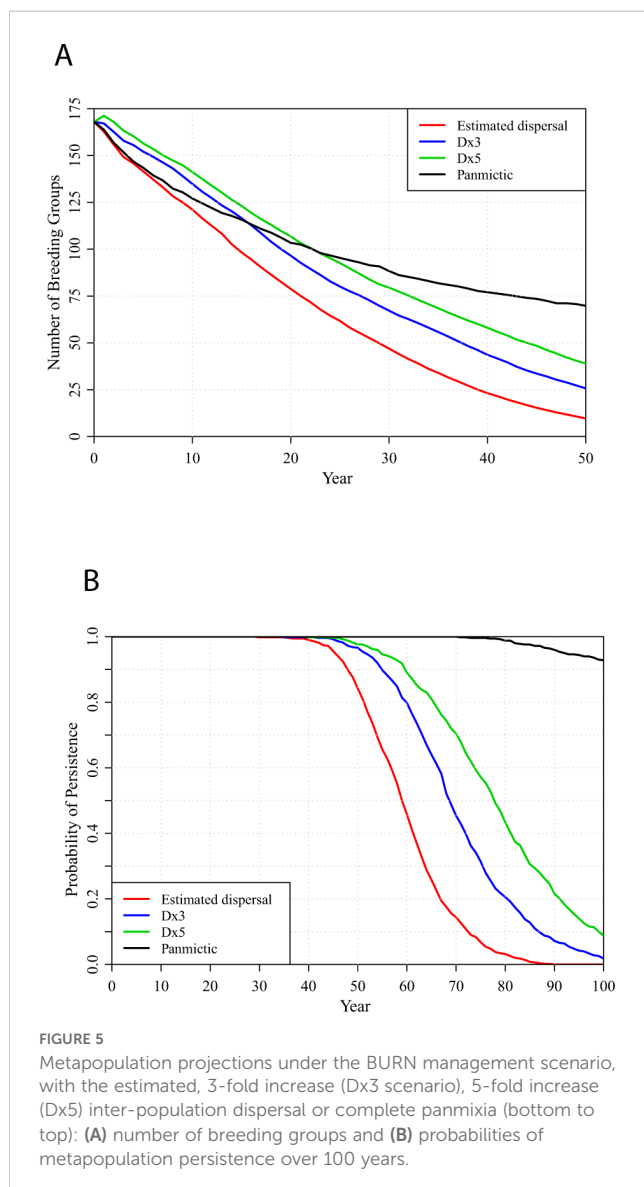 A
Number of Breeding Groups
175
150
125
100
75
50
25
0
Estimated dispersal
Dx3
Dx5
Panmictic
0 10 20 30 40 50
Year
B
Probability of Persistence
1.0
0.8
0.6
0.4
0.2
0.0
Estimated dispersal
Dx3
Dx5
Panmictic
0 10 20 30 40 50 60 70 80 90 100
Year
FIGURE 5
Metapopulation projections under the BURN management scenario,
with the estimated, 3-fold increase (Dx3 scenario), 5-fold increase
(Dx5) inter-population dispersal or complete panmixia (bottom to
top): (A) number of breeding groups and (B) probabilities of
metapopulation persistence over 100 years.